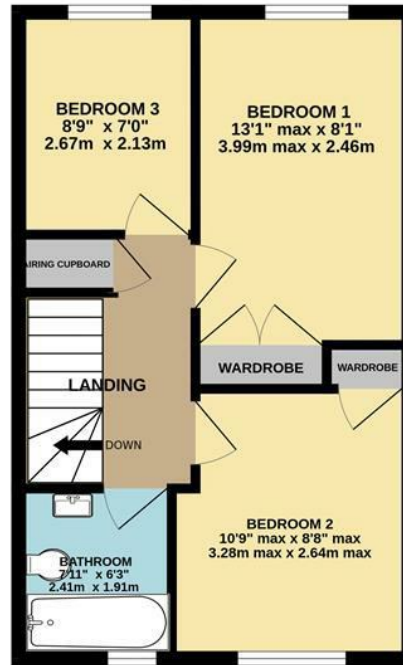 BEDROOM 3
8'9" x 7'0"
2.67m x 2.13m
BEDROOM 1
13'1" max x 8'1"
3.99m max x 2.46m
AIRING CUPBOARD
WARDROBE
WARDROBE
LANDING
DOWN
BEDROOM 2
10'9" max x 8'8" max
3.28m max x 2.64m max
BATHROOM
7'11" x 6'3"
2.41m x 1.91m